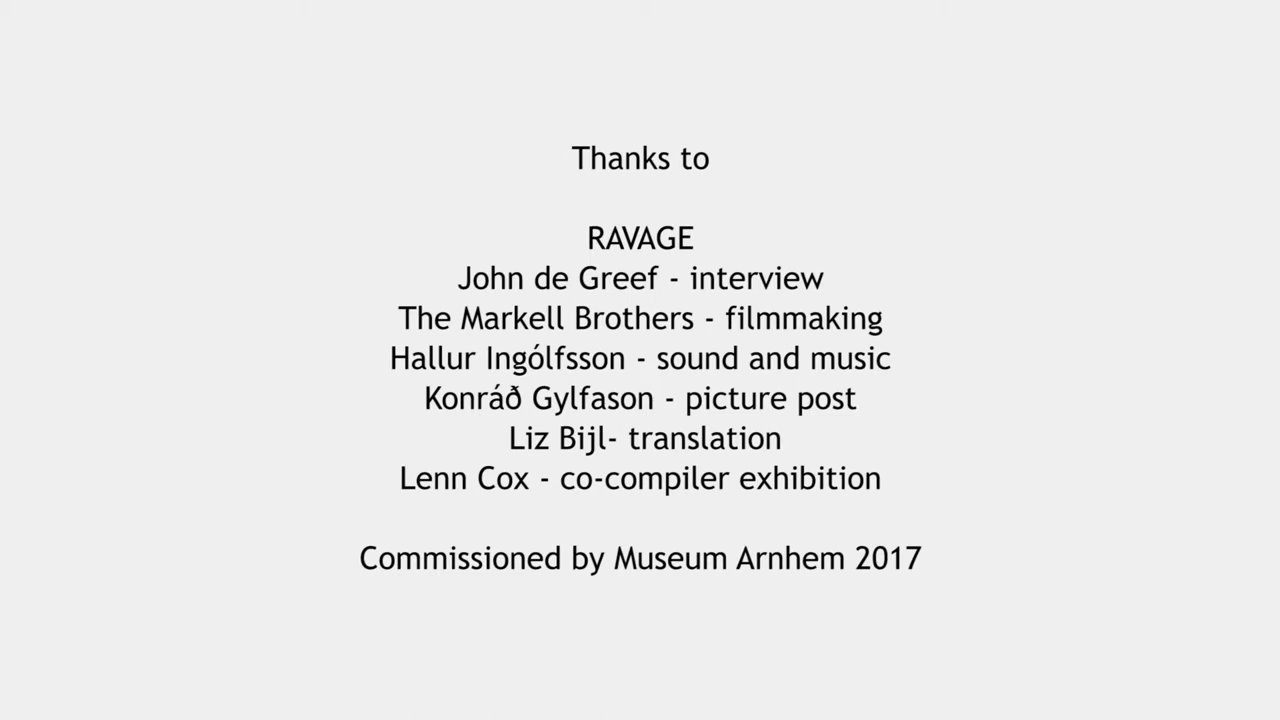 Thanks to
RAVAGE
John de Greef - interview
The Markell Brothers - filmmaking
Hallur Ingólfsson - sound and music
Konráð Gylfason - picture post
Liz Bijl- translation
Lenn Cox - co-compiler exhibition
Commissioned by Museum Arnhem 2017